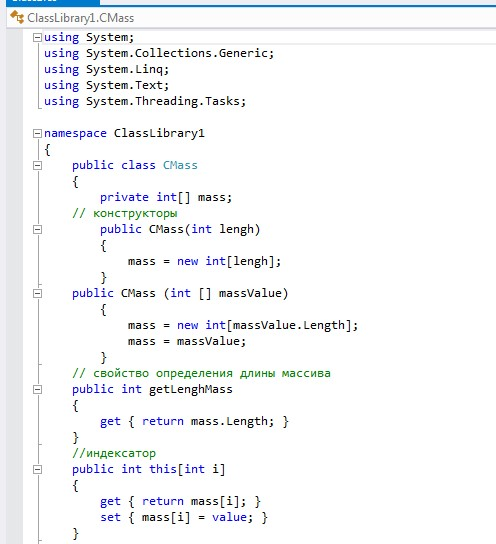 ClassLibrary1.CMass
using System;
using System.Collections.Generic;
using System.Linq;
using System.Text;
using System.Threading.Tasks;
namespace ClassLibrary1
{
public class CMass
{
private int[] mass;
// конструкторы
public CMass(int lengh)
{
mass = new int[lengh];
}
public CMass (int [] massValue)
{
mass = new int[massValue.Length];
mass = massValue;
}
// свойство определения длины массива
public int getLenghMass
{
get { return mass.Length; }
}
//индексатор
public int this[int i]
{
get { return mass[i]; }
set { mass[i] = value; }
}